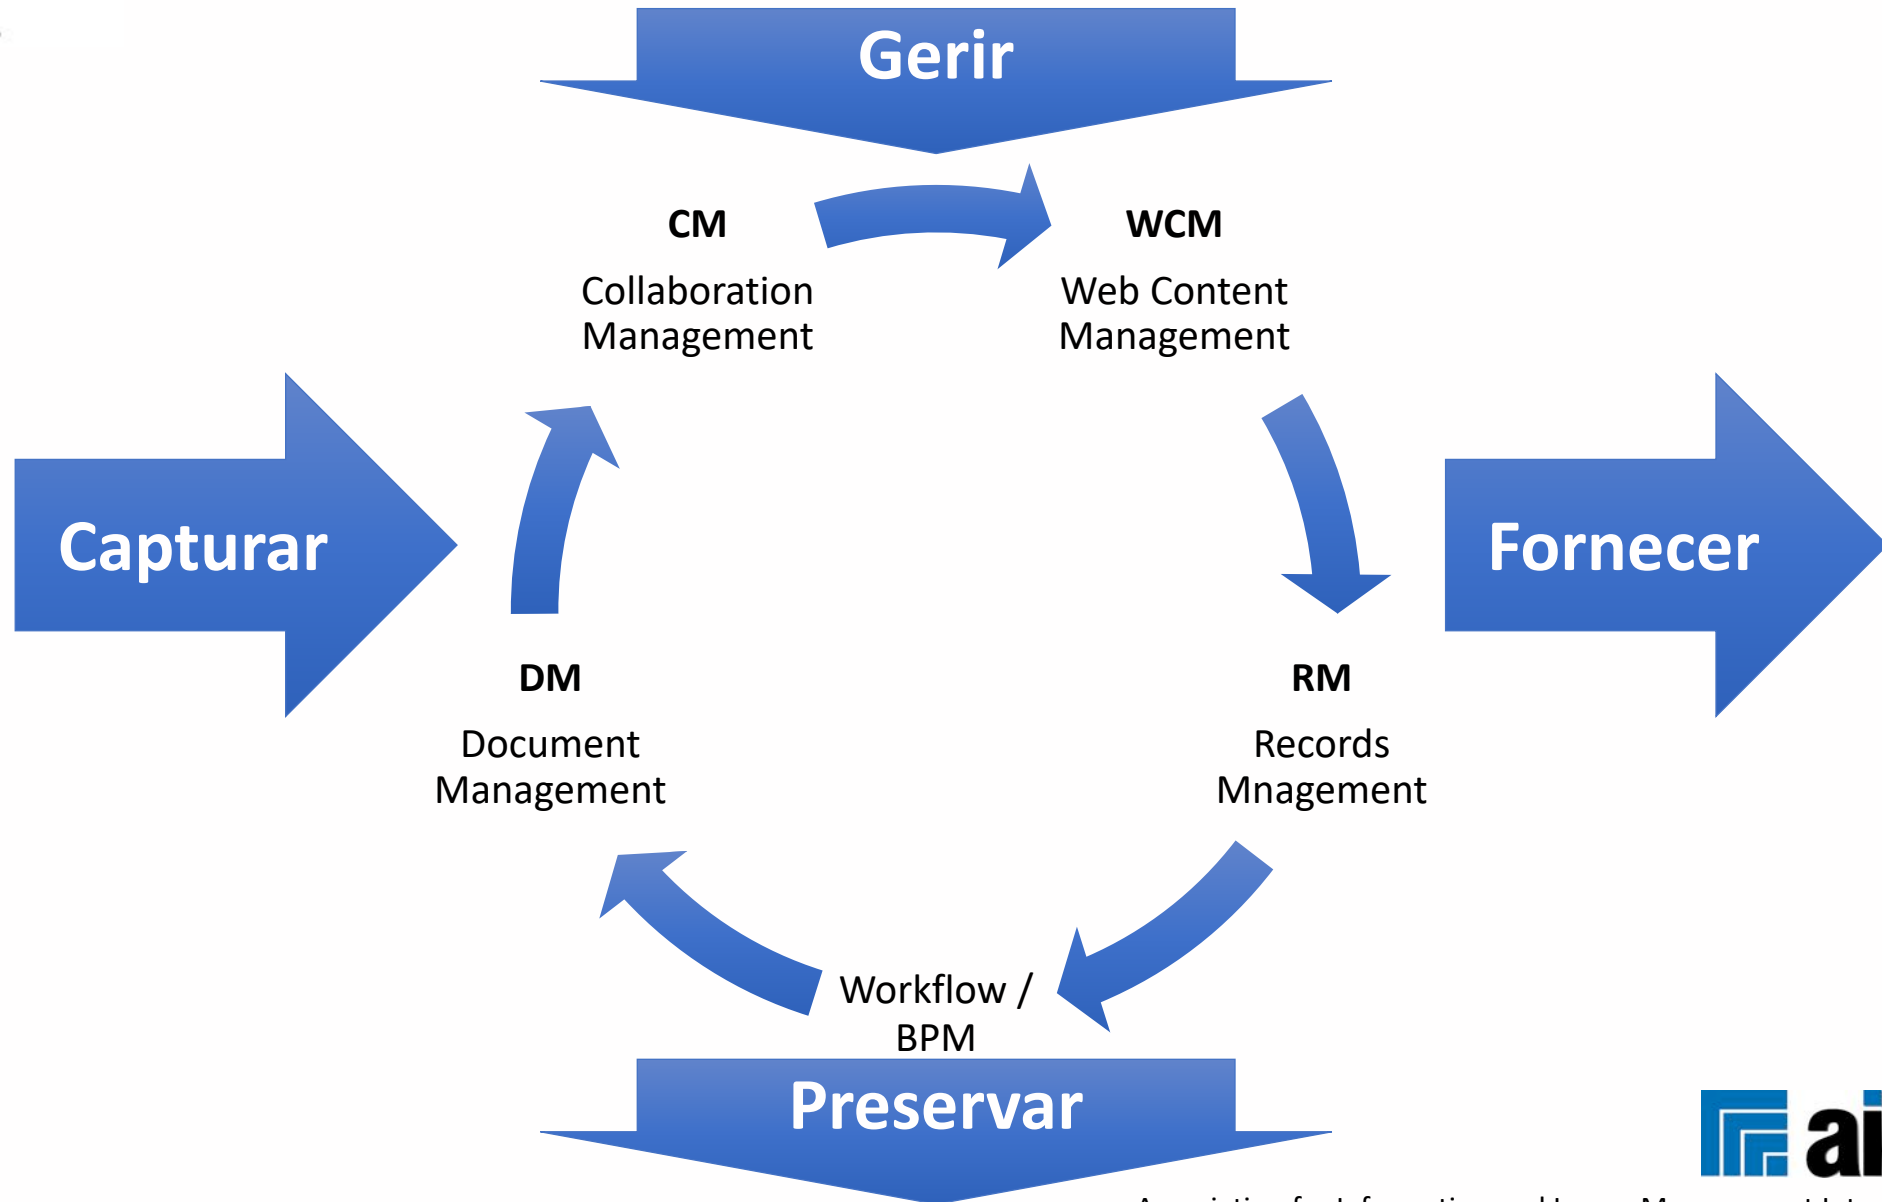 Gerir
CM
Collaboration
Management
WCM
Web Content
Management
Capturar
Fornecer
DM
Document
Management
RM
Records
Mnagement
Workflow /
BPM
Preservar
ai